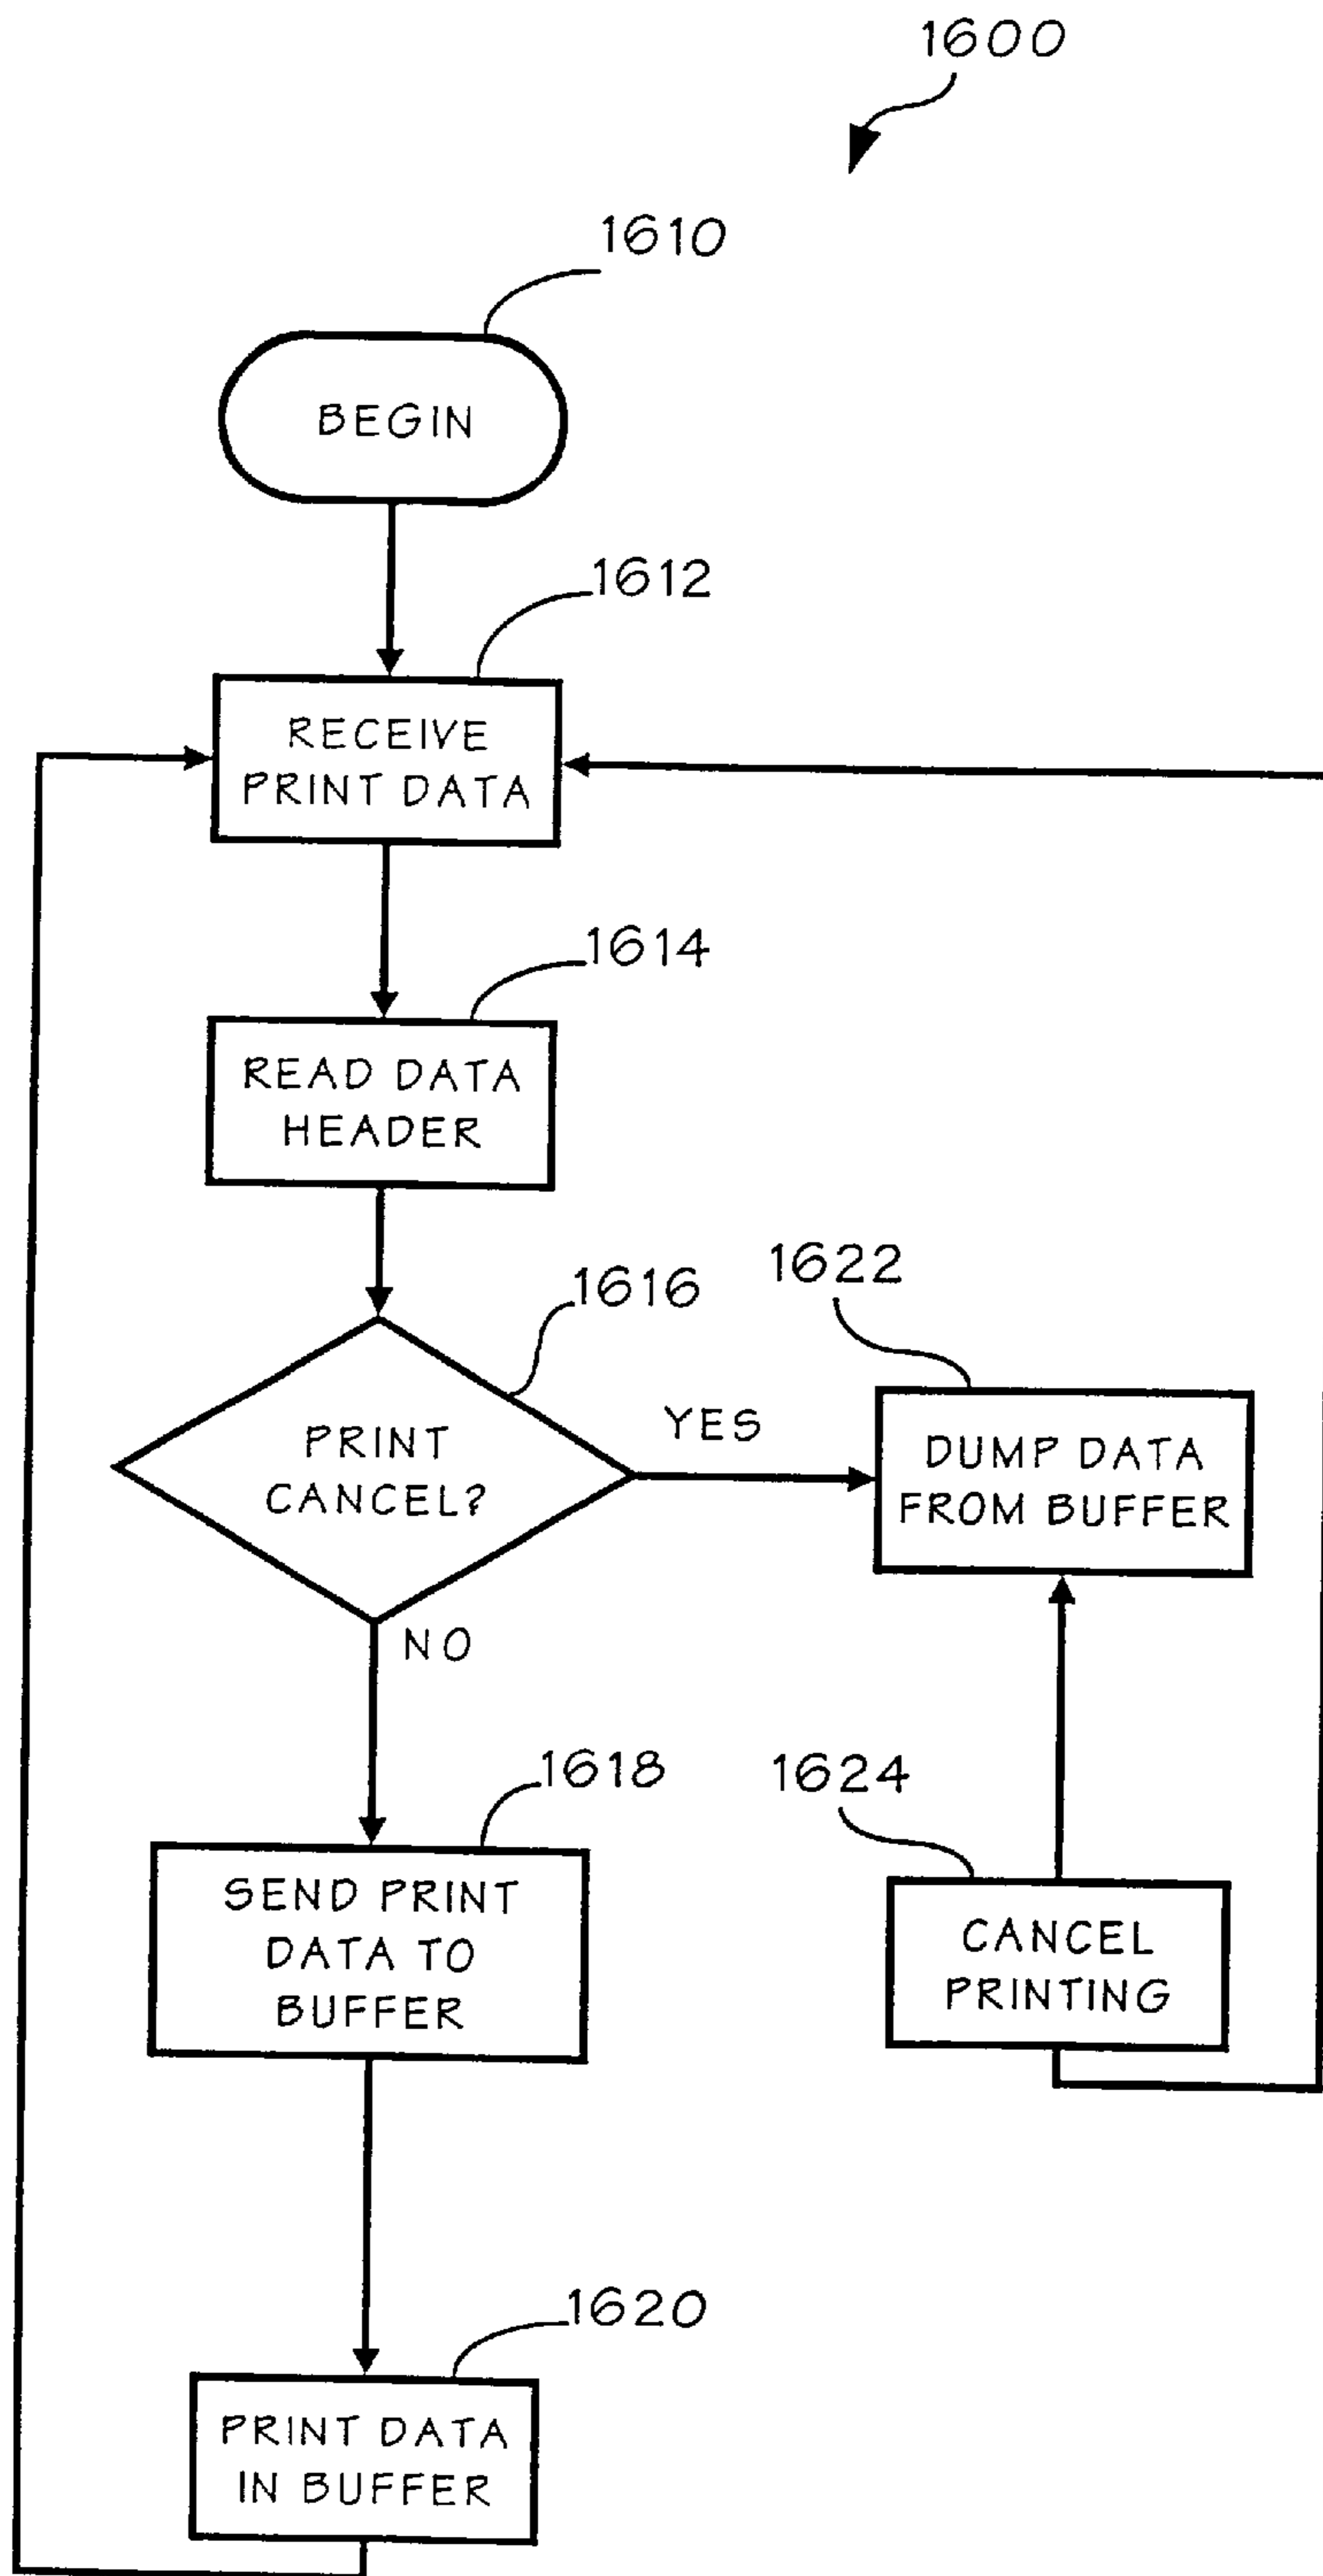 1600
1610
BEGIN
1612
RECEIVE
PRINT DATA
1614
READ DATA
HEADER
1616
PRINT
CANCEL?
YES
NO
1622
DUMP DATA
FROM BUFFER
1618
SEND PRINT
DATA TO
BUFFER
1624
CANCEL
PRINTING
1620
PRINT DATA
IN BUFFER